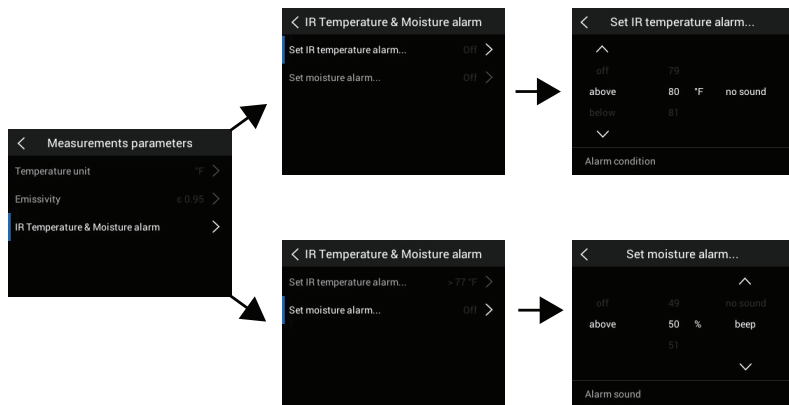 Measurements parameters
Temperature unit °F
Emissivity ε 0.95
IR Temperature & Moisture alarm
IR Temperature & Moisture alarm
Set IR temperature alarm... Off
Set moisture alarm... Off
Set IR temperature alarm...
off 79
above 80 °F no sound
below 81
Alarm condition
IR Temperature & Moisture alarm
Set IR temperature alarm... > 77 °F
Set moisture alarm... Off
Set moisture alarm...
off 49 no sound
above 50 % beep
51
Alarm sound